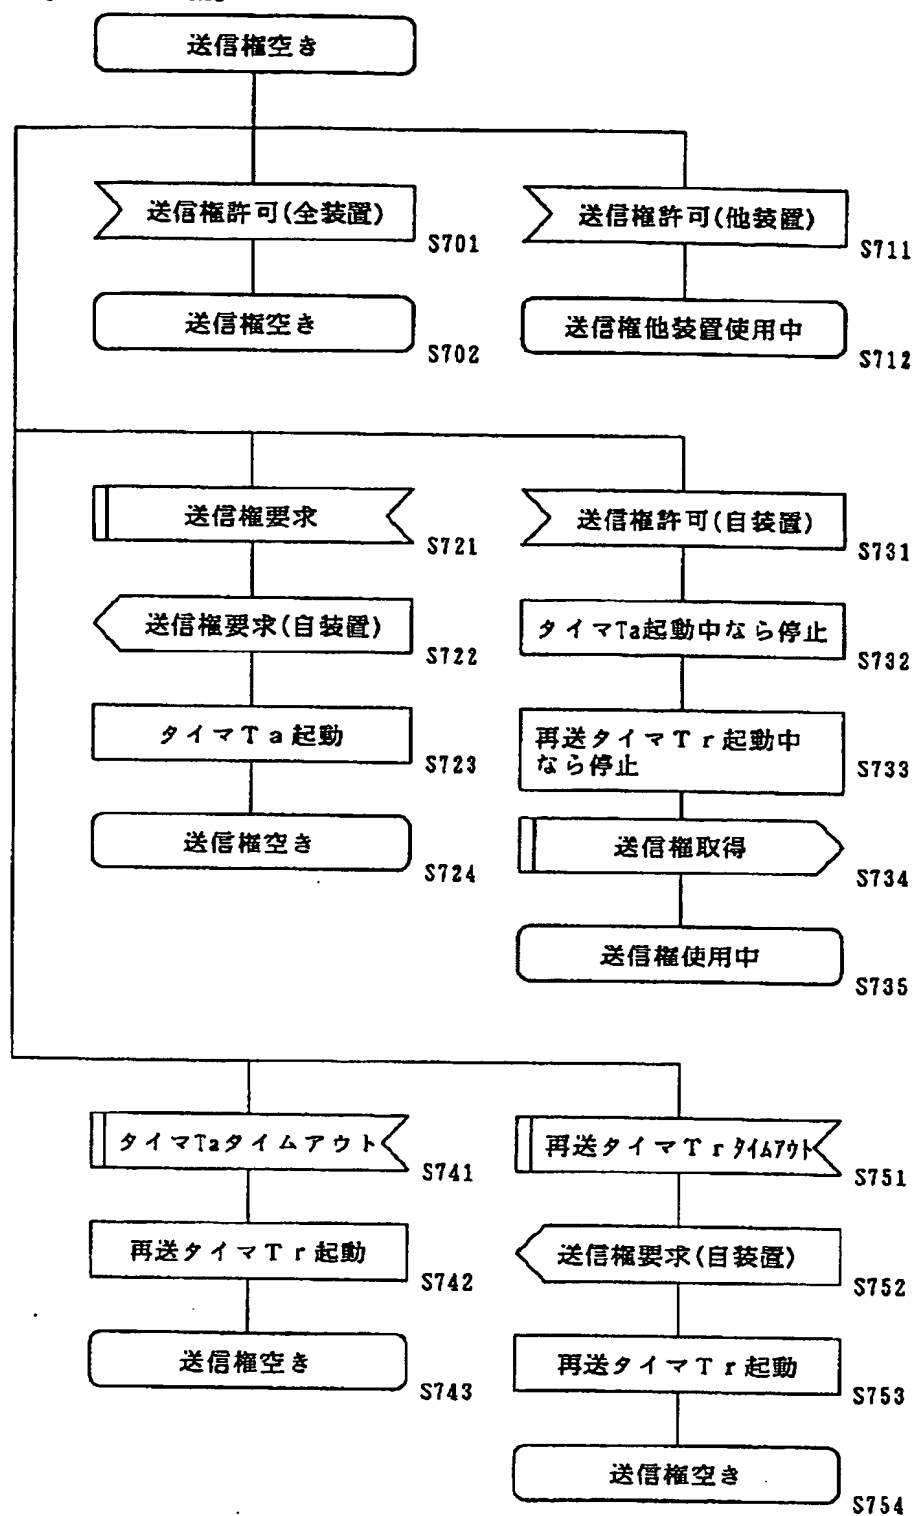 送信権空き
送信権許可(全装置)
S701
送信権空き
S702
送信権許可(他装置)
S711
送信権他装置使用中
S712
送信権要求
S721
送信権要求(自装置)
S722
タイマTa起動
S723
送信権空き
S724
送信権許可(自装置)
S731
タイマTa起動中なら停止
S732
再送タイマTr起動中
なら停止
S733
送信権取得
S734
送信権使用中
S735
タイマTaタイムアウト
S741
再送タイマTr起動
S742
送信権空き
S743
再送タイマTrタイムアウト
S751
送信権要求(自装置)
S752
再送タイマTr起動
S753
送信権空き
S754